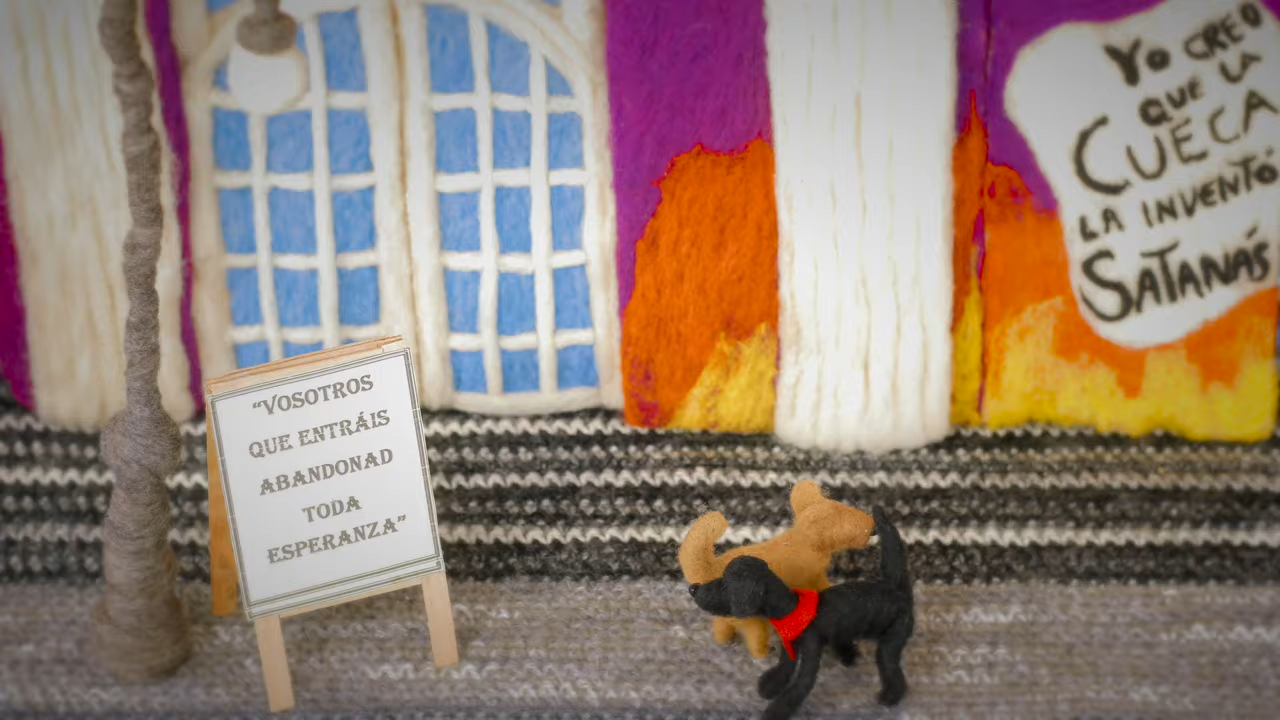 “VOSOTROS
QUE ENTRÁIS
ABANDONAD
TODA
ESPERANZA”
Yo CREO
QUE LA
CUECA
LA INVENTÓ
SATANÁS